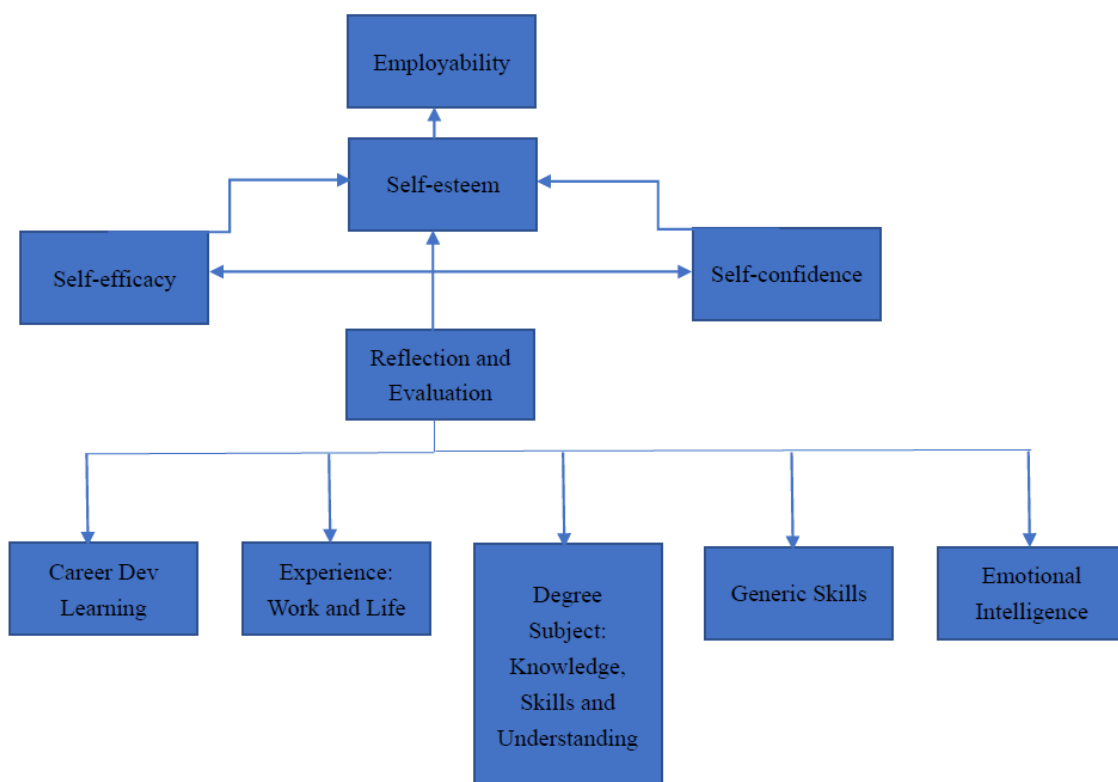 Employability
Self-esteem
Self-efficacy
Self-confidence
Reflection and
Evaluation
Career Dev
Learning
Experience:
Work and Life
Degree
Subject:
Knowledge,
Skills and
Understanding
Generic Skills
Emotional
Intelligence